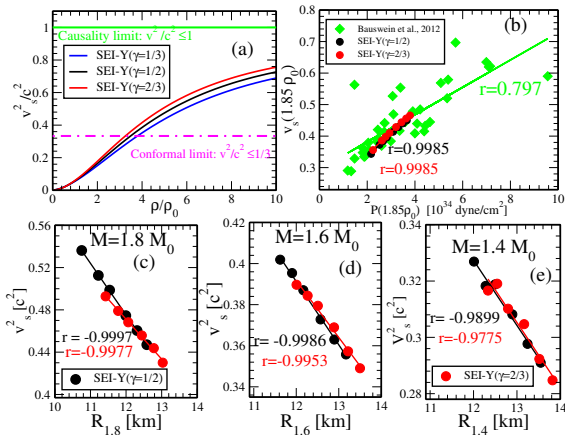 Causality limit: v²/c² ≤1
(a)
SEI-Y(γ=1/3)
SEI-Y(γ=1/2)
SEI-Y(γ=2/3)
Conformal limit: v²/c²≤1/3
v_s²/c²
1
0.8
0.6
0.4
0.2
0
0 2 4 6 8 10
ρ/ρ₀
(b)
Bauswein et al., 2012
SEI-Y(γ=1/2)
SEI-Y(γ=2/3)
r=0.797
r=0.9985
r=0.9985
v_s(1.85 ρ₀)
0.8
0.7
0.6
0.5
0.4
0.3
0.2
0 2 4 6 8 10
P(1.85ρ₀) [10³⁴ dyne/cm²]
M=1.8 M₀
(c)
r = -0.9997
r=-0.9977
SEI-Y(γ=1/2)
v_s² [c²]
0.56
0.52
0.48
0.44
0.4
10 11 12 13 14
R₁.₈ [km]
M=1.6 M₀
(d)
r=-0.9986
r=-0.9953
v_s² [c²]
0.42
0.4
0.38
0.36
0.34
11 12 13 14
R₁.₆ [km]
M=1.4 M₀
(e)
r=-0.9899
r=-0.9775
SEI-Y(γ=2/3)
v_s² [c²]
0.34
0.32
0.3
0.28
11 12 13 14
R₁.₄ [km]